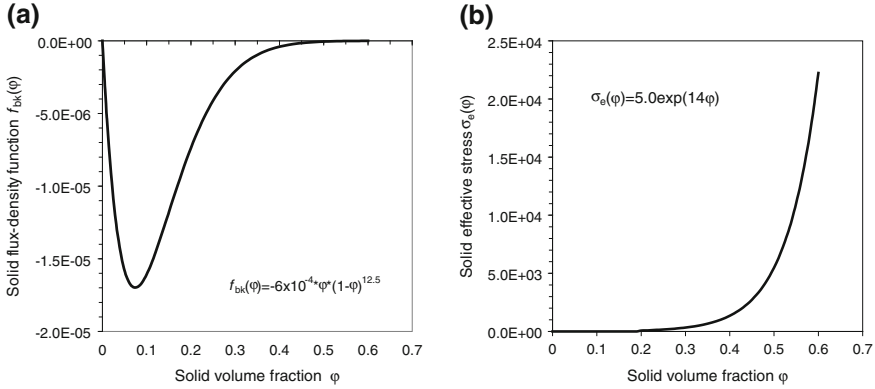 (a)
Solid flux-density function f_bk(φ)
0.0E+00
-5.0E-06
-1.0E-05
-1.5E-05
-2.0E-05
f_bk(φ)=-6x10^-4*φ*(1-φ)^12.5
0 0.1 0.2 0.3 0.4 0.5 0.6 0.7
Solid volume fraction φ
(b)
Solid effective stress σ_e(φ)
2.5E+04
2.0E+04
1.5E+04
1.0E+04
5.0E+03
0.0E+00
σ_e(φ)=5.0exp(14φ)
0 0.1 0.2 0.3 0.4 0.5 0.6 0.7
Solid volume fraction φ